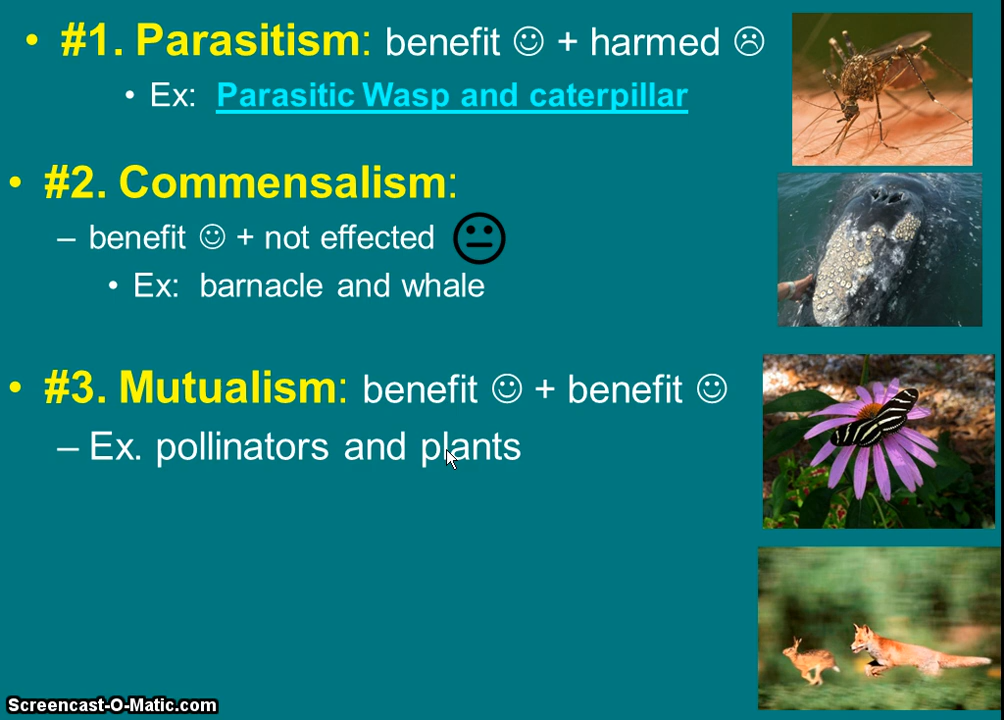 • #1. Parasitism: benefit ☺ + harmed ☹
• Ex: Parasitic Wasp and caterpillar
• #2. Commensalism:
– benefit ☺ + not effected 😐
• Ex: barnacle and whale
• #3. Mutualism: benefit ☺ + benefit ☺
– Ex. pollinators and plants
Screencast-O-Matic.com